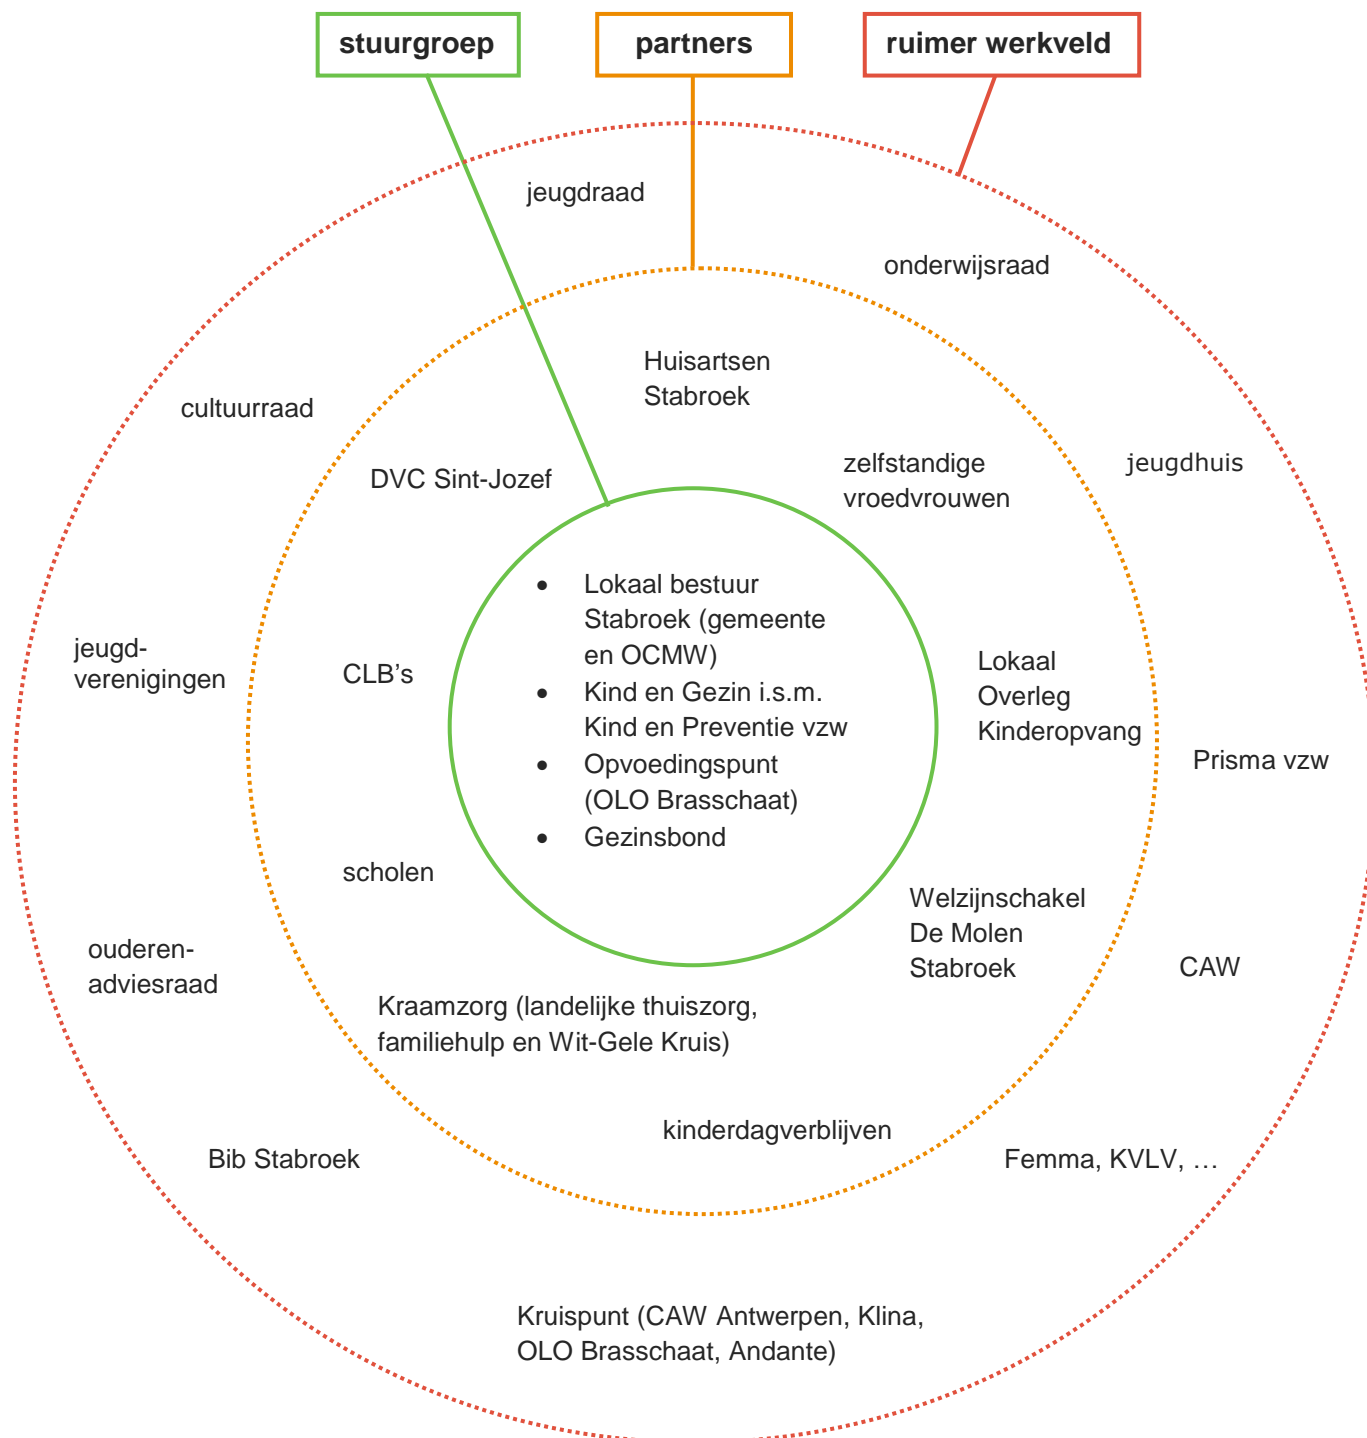 stuurgroep
partners
ruimer werkveld
jeugdraad
onderwijsraad
Huisartsen
Stabroek
cultuurraad
DVC Sint-Jozef
zelfstandige
vroedvrouwen
jeugdhuis
• Lokaal bestuur
Stabroek (gemeente
en OCMW)
• Kind en Gezin i.s.m.
Kind en Preventie vzw
• Opvoedingspunt
(OLO Brasschaat)
• Gezinsbond
jeugd-
verenigingen
CLB's
Lokaal
Overleg
Kinderopvang
Prisma vzw
scholen
Welzijnschakel
De Molen
Stabroek
ouderen-
adviesraad
CAW
Kraamzorg (landelijke thuiszorg,
familiehulp en Wit-Gele Kruis)
kinderdagverblijven
Bib Stabroek
Femma, KVLV, …
Kruispunt (CAW Antwerpen, Klina,
OLO Brasschaat, Andante)